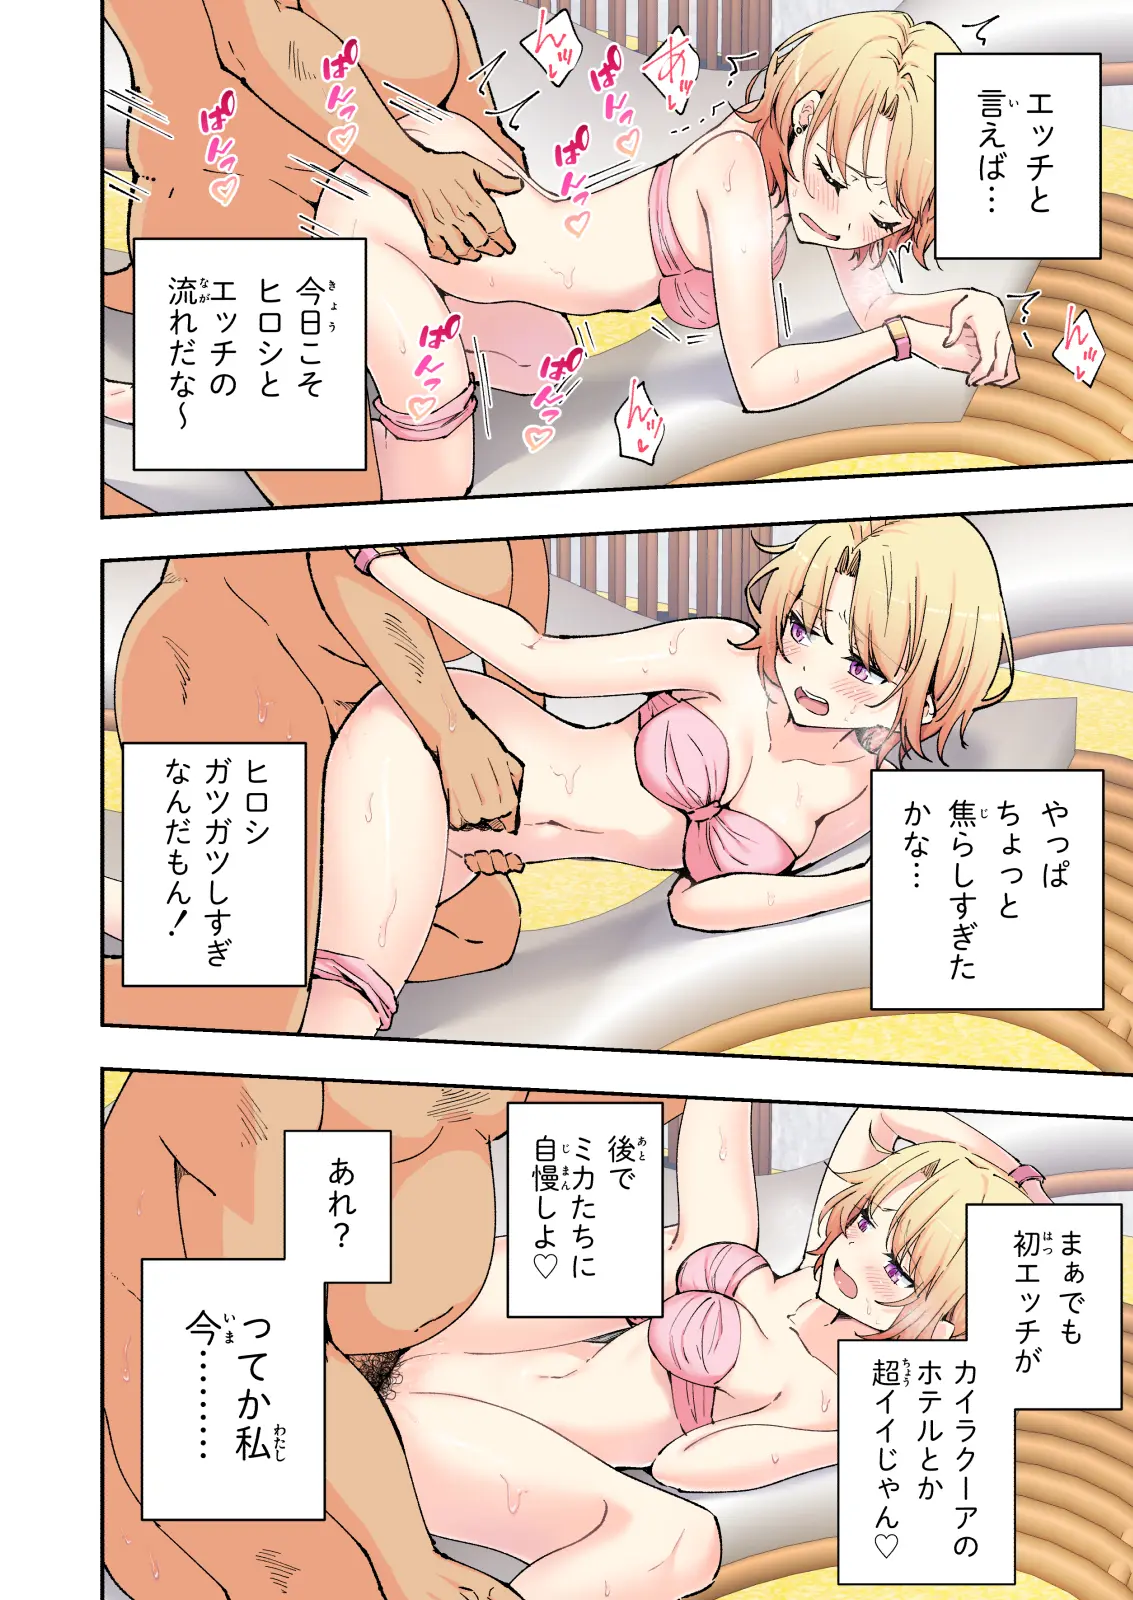 エッチと
言えば…
あっ
んっ
ぱんっ♡
ぱんっ♡
ぱんっ♡
ぱんっ♡
んっ
んっ
ぱんっ♡
ぱんっ♡
今日こそ
ヒロシと
エッチの
流れだな～
やっぱ
ちょっと
焦らしすぎた
かな…
ヒロシ
ガツガツしすぎ
なんだもん！
まぁでも
初エッチが
カイラクーアの
ホテルとか
超イイじゃん♡
後で
ミカたちに
自慢しよ♡
あれ？
ってか私
今………